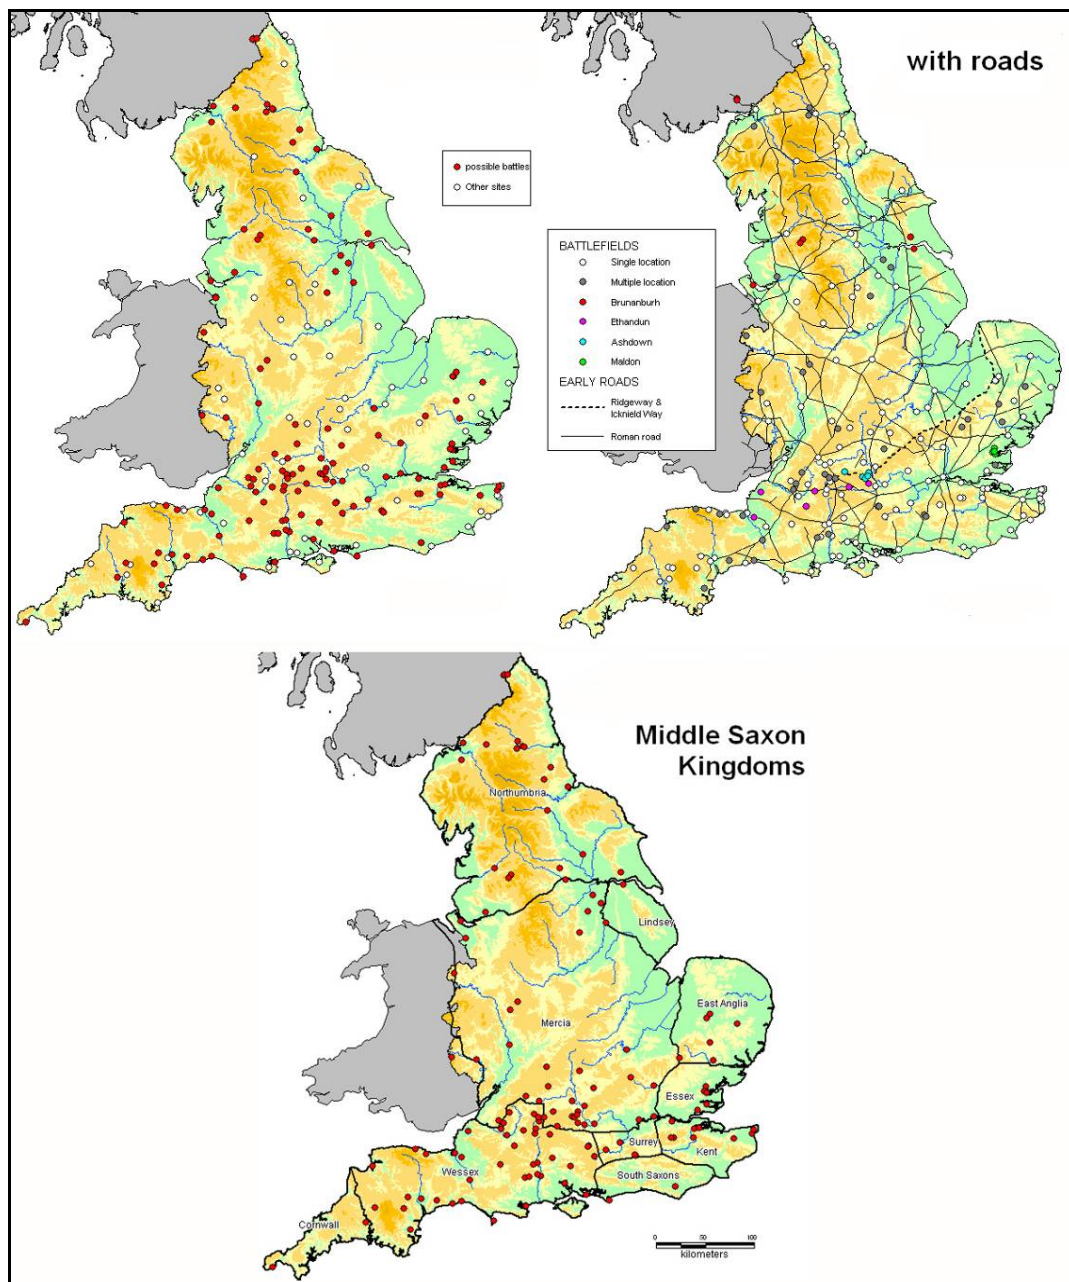 possible battles
Other sites
with roads
BATTLEFIELDS
Single location
Multiple location
Brunanburh
Ethandun
Ashdown
Maldon
EARLY ROADS
Ridgeway &
Icknield Way
Roman road
Middle Saxon
Kingdoms
Northumbria
Lindsey
East Anglia
Mercia
Essex
Surrey
Kent
Wessex
South Saxons
Cornwall
0 50 100
kilometers